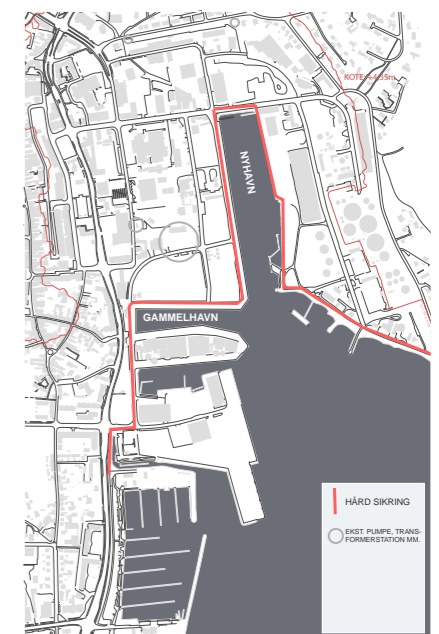 KOTE: +4.35m
NYHAVN
GAMMELHAVN
HÅRD SIKRING
EKST. PUMPE, TRANS-
FORMERSTATION MM.